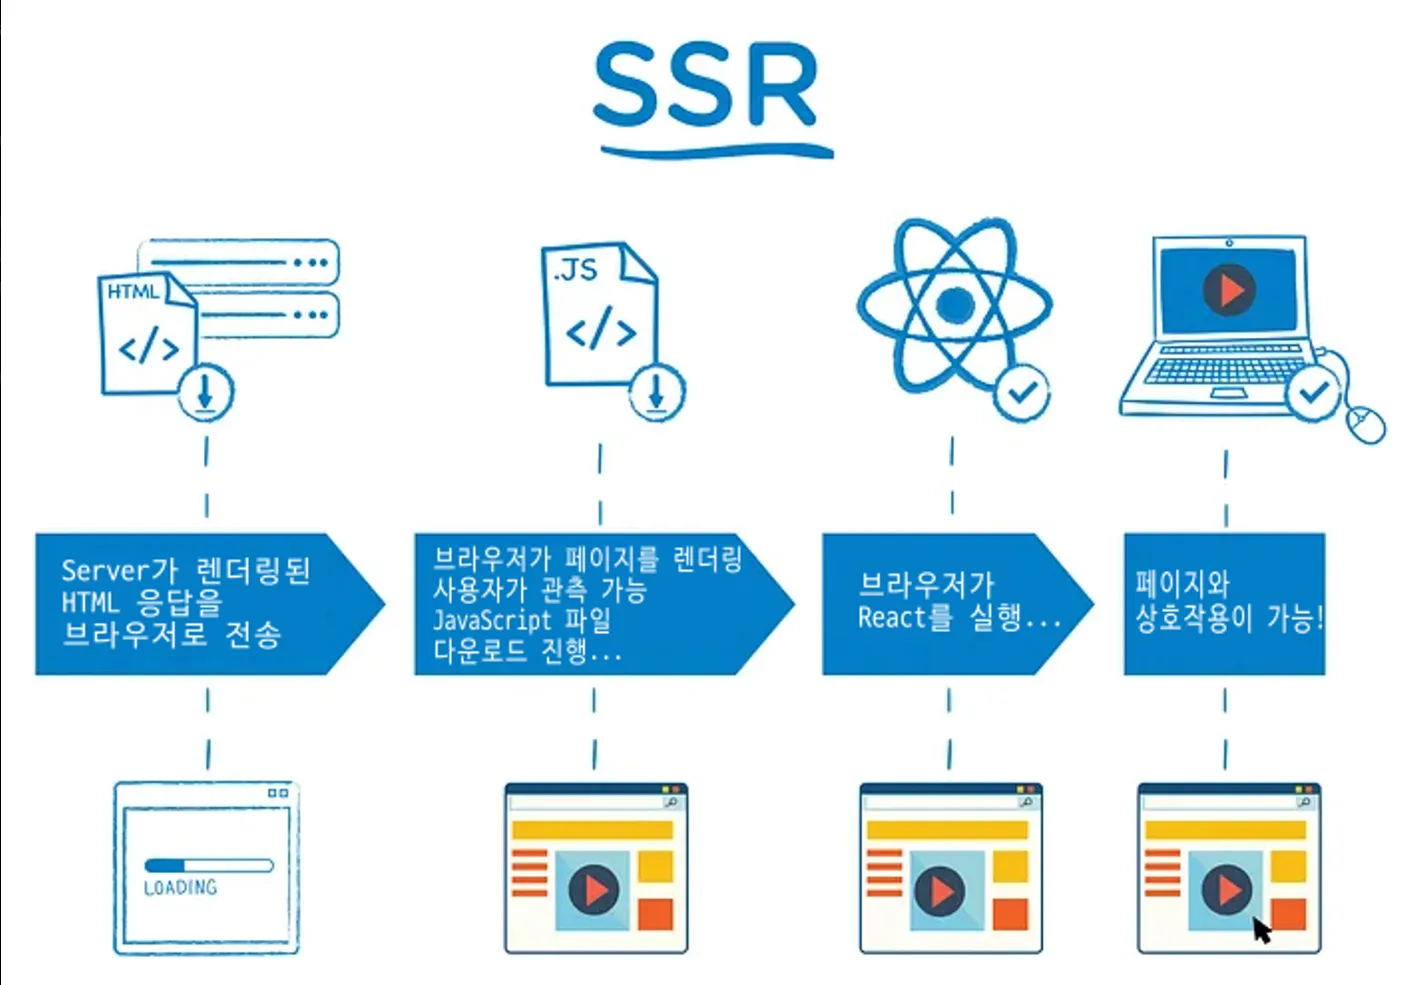 SSR
HTML
</>
.JS
</>
Server가 렌더링된
HTML 응답을
브라우저로 전송
브라우저가 페이지를 렌더링
사용자가 관측 가능
JavaScript 파일
다운로드 진행...
브라우저가
React를 실행...
페이지와
상호작용이 가능!
LOADING